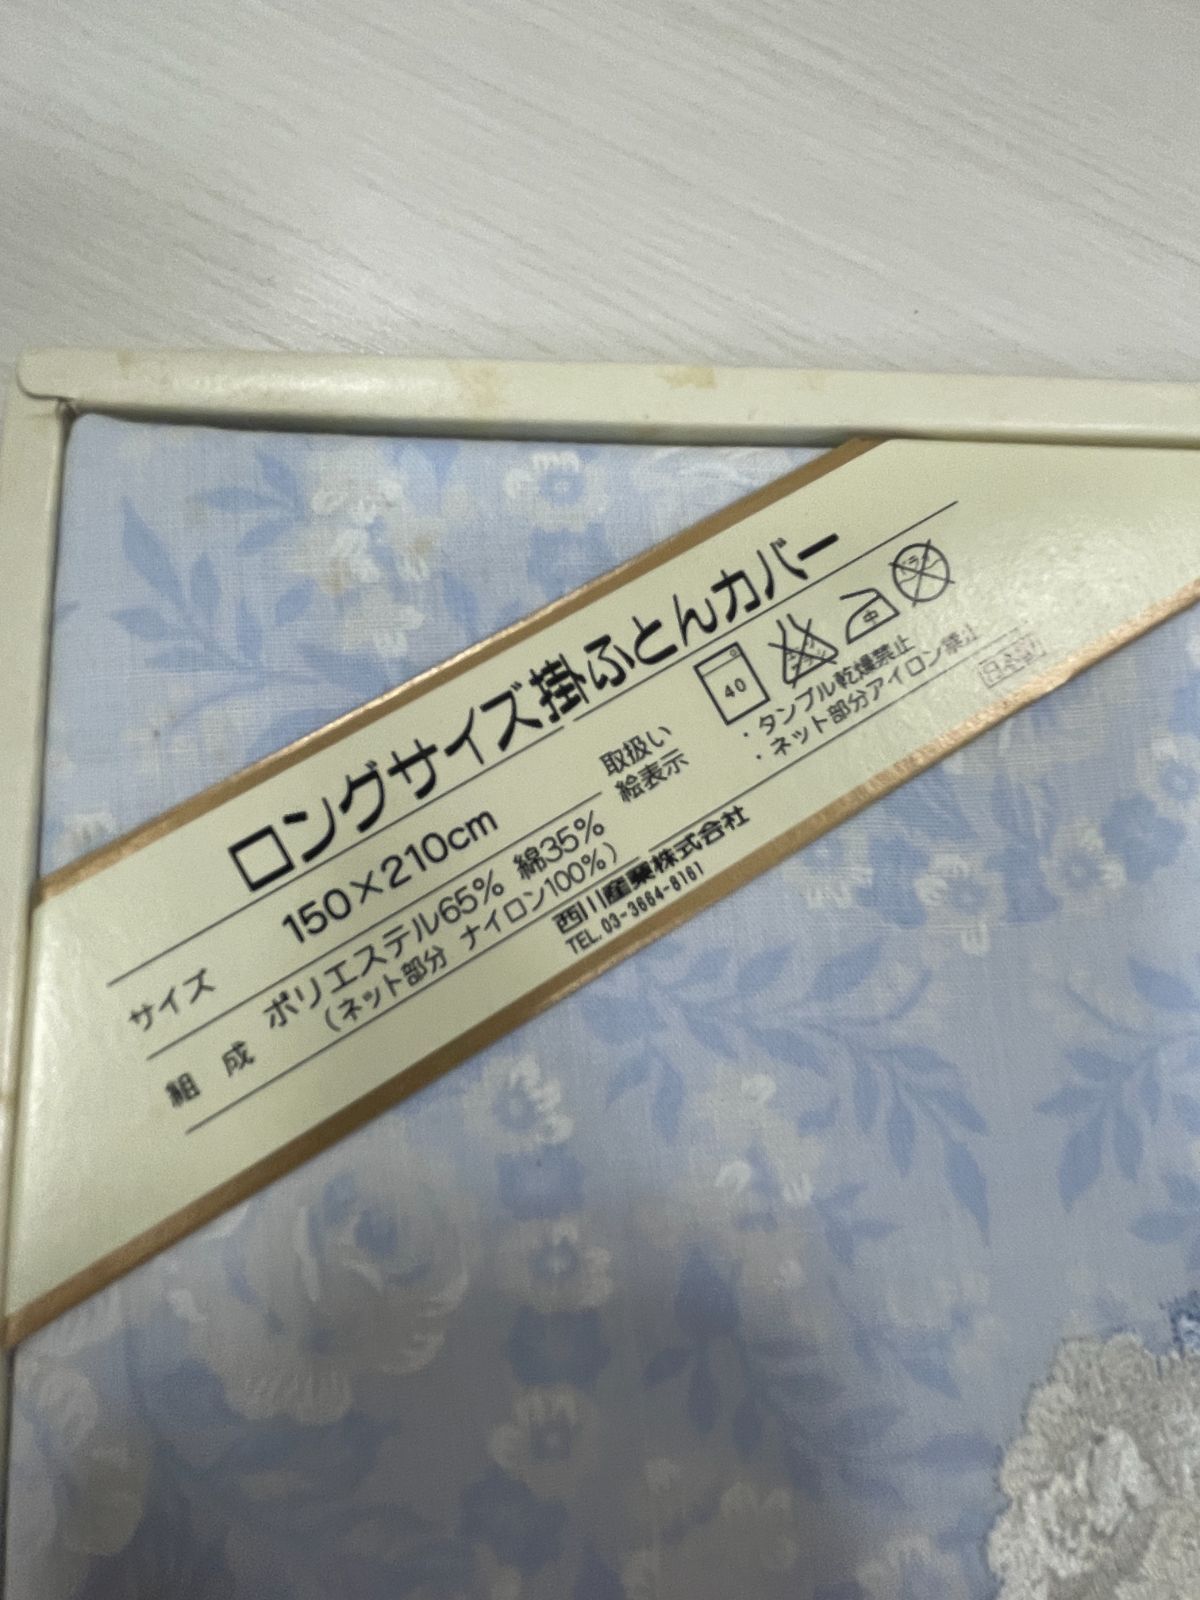 ロングサイズ掛ふとんカバー
サイズ 150×210cm
組成 ポリエステル65% 綿35%
(ネット部分 ナイロン100%)
取扱い
絵表示
40
中
・タンブル乾燥禁止
・ネット部分アイロン禁止
西川産業株式会社
TEL. 03-3664-8161